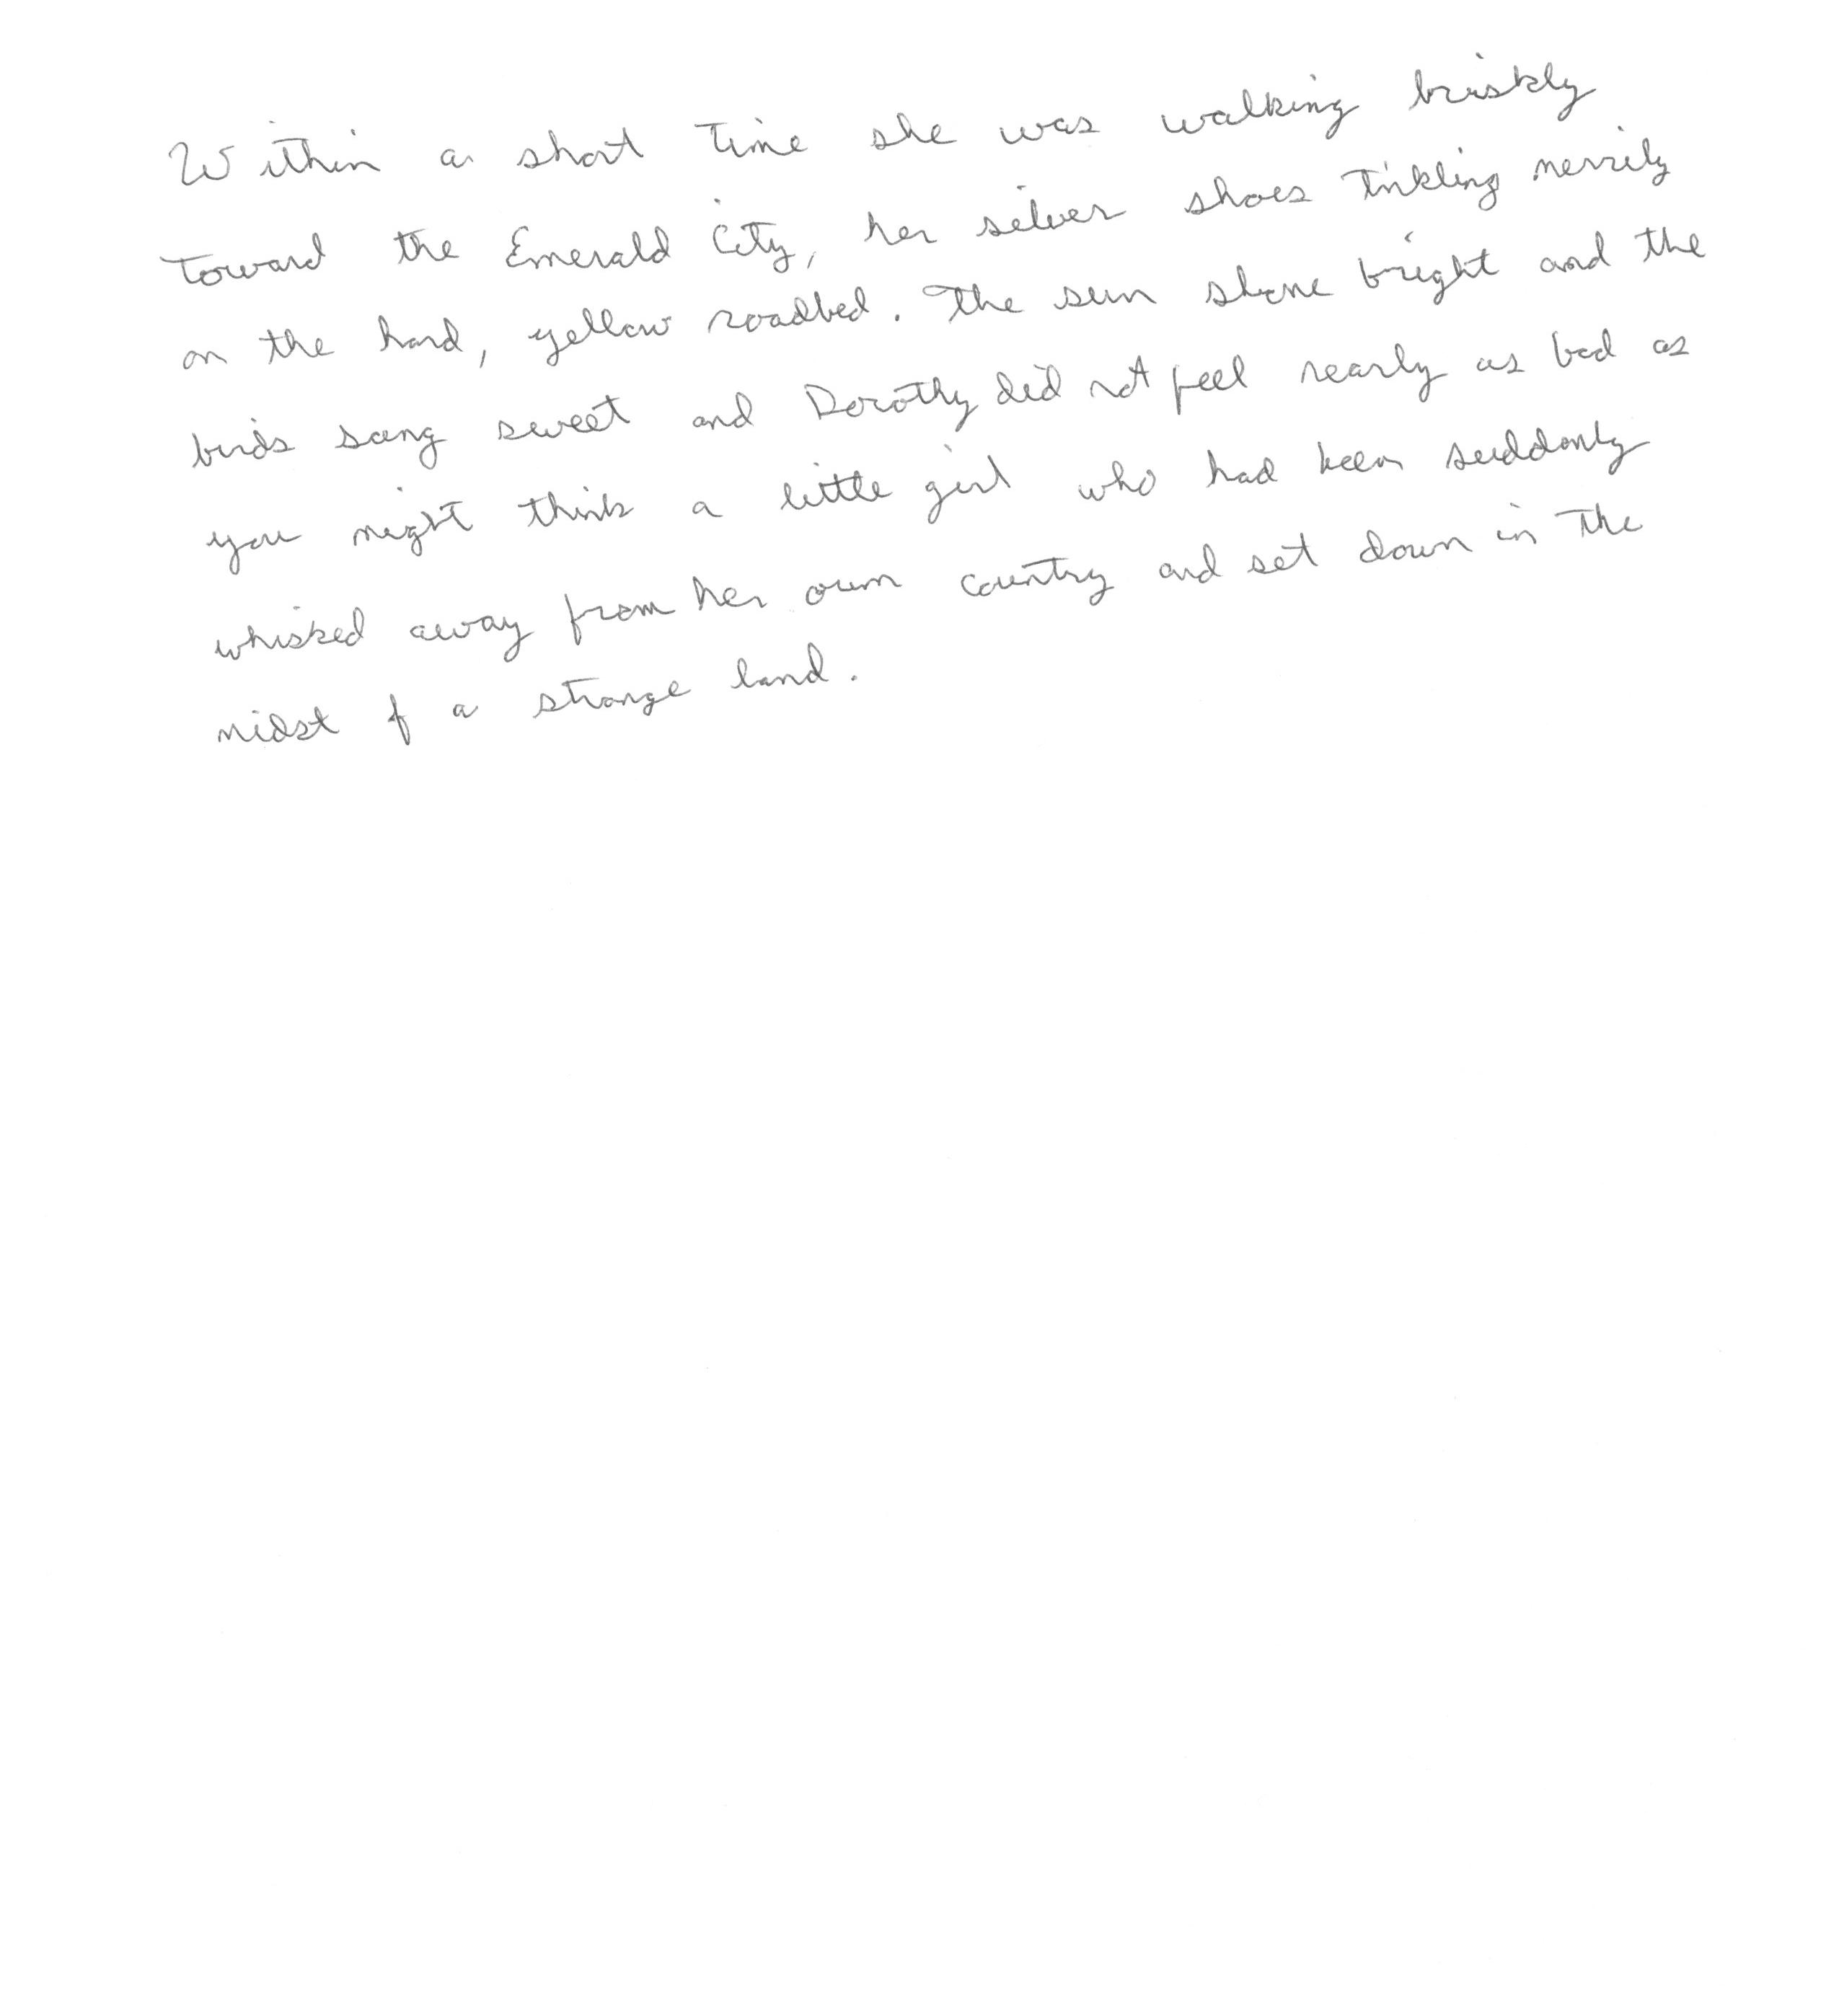 Within a short time she was walking briskly
toward the Emerald City, her silver shoes tinkling merrily
on the hard, yellow roadbed. The sun shone bright and the
birds sang sweet and Dorothy did not feel nearly as bad as
you might think a little girl who had been suddenly
whisked away from her own country and set down in the
midst of a strange land.